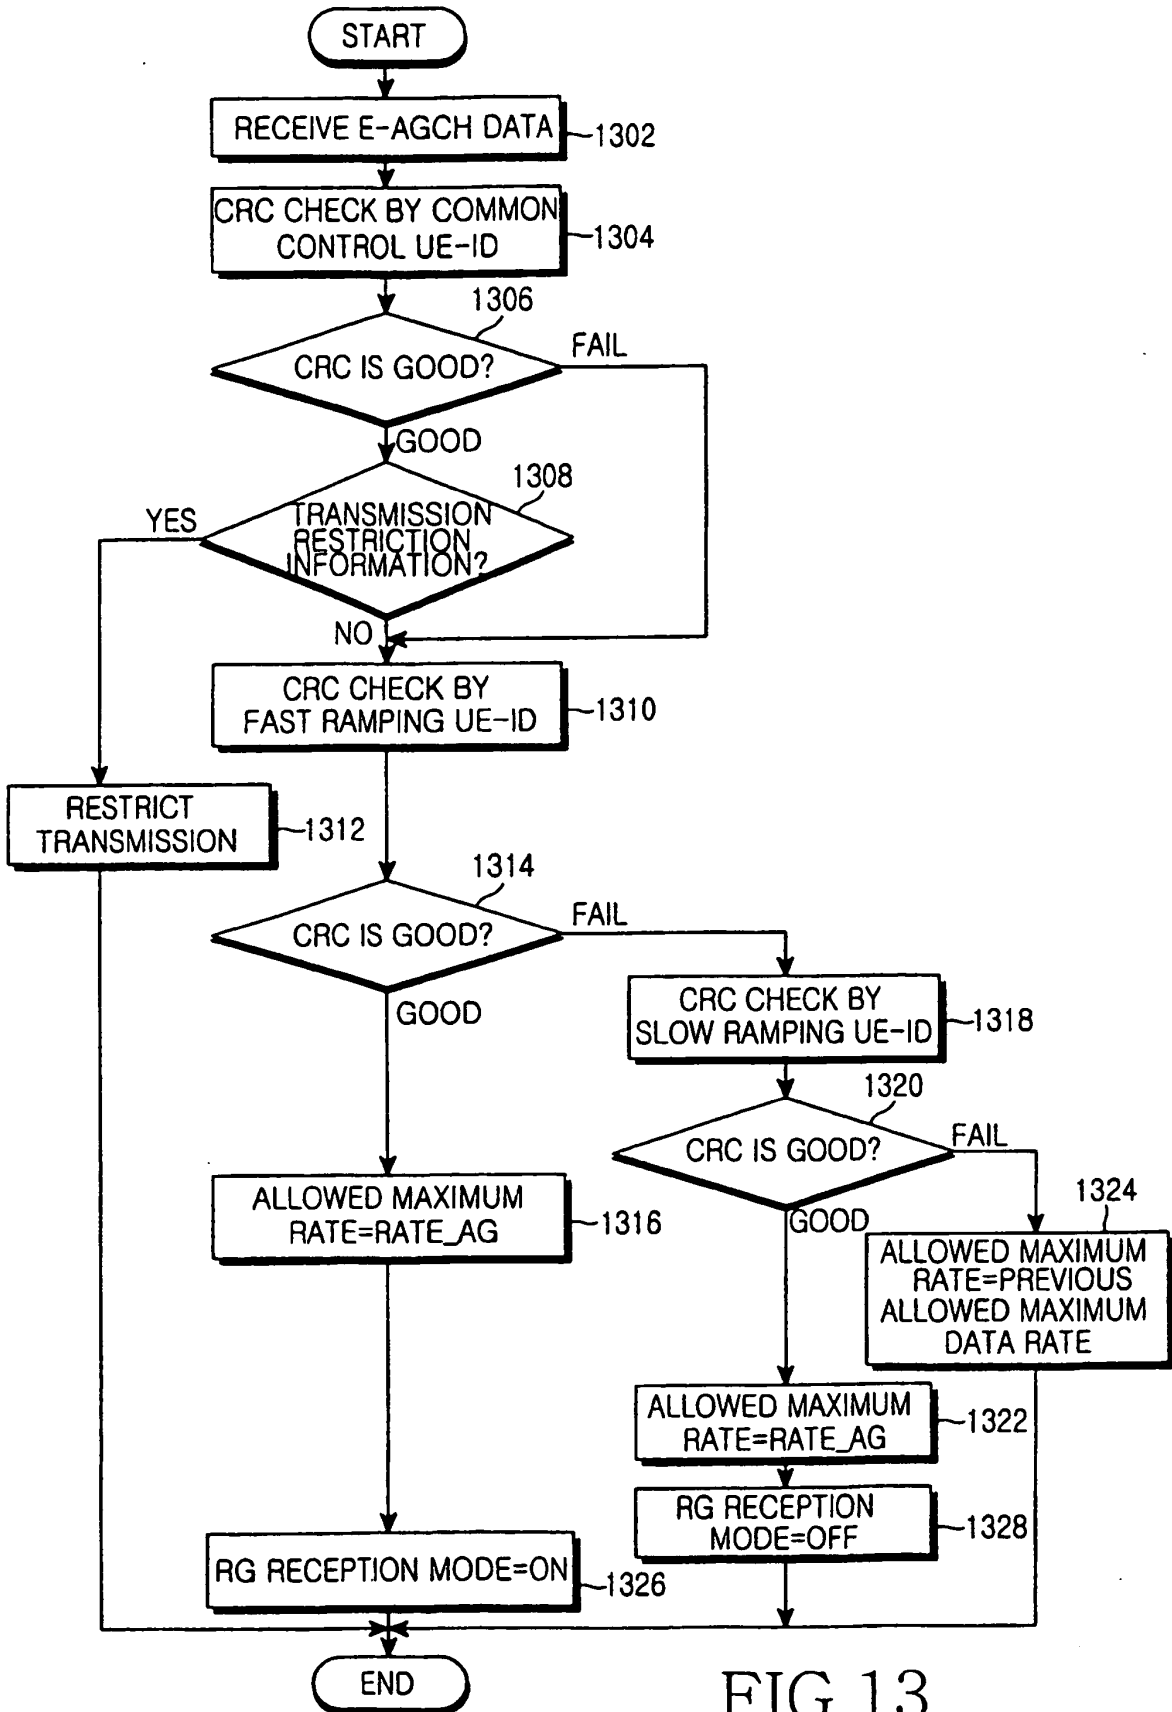 START
RECEIVE E-AGCH DATA
1302
CRC CHECK BY COMMON
CONTROL UE-ID
1304
1306
CRC IS GOOD?
FAIL
GOOD
1308
YES
TRANSMISSION
RESTRICTION
INFORMATION?
NO
CRC CHECK BY
FAST RAMPING UE-ID
1310
RESTRICT
TRANSMISSION
1312
1314
CRC IS GOOD?
FAIL
GOOD
CRC CHECK BY
SLOW RAMPING UE-ID
1318
1320
CRC IS GOOD?
FAIL
GOOD
ALLOWED MAXIMUM
RATE=RATE_AG
1316
1324
ALLOWED MAXIMUM
RATE=PREVIOUS
ALLOWED MAXIMUM
DATA RATE
ALLOWED MAXIMUM
RATE=RATE_AG
1322
RG RECEPTION
MODE=OFF
1328
RG RECEPTION MODE=ON
1326
END
FIG.13